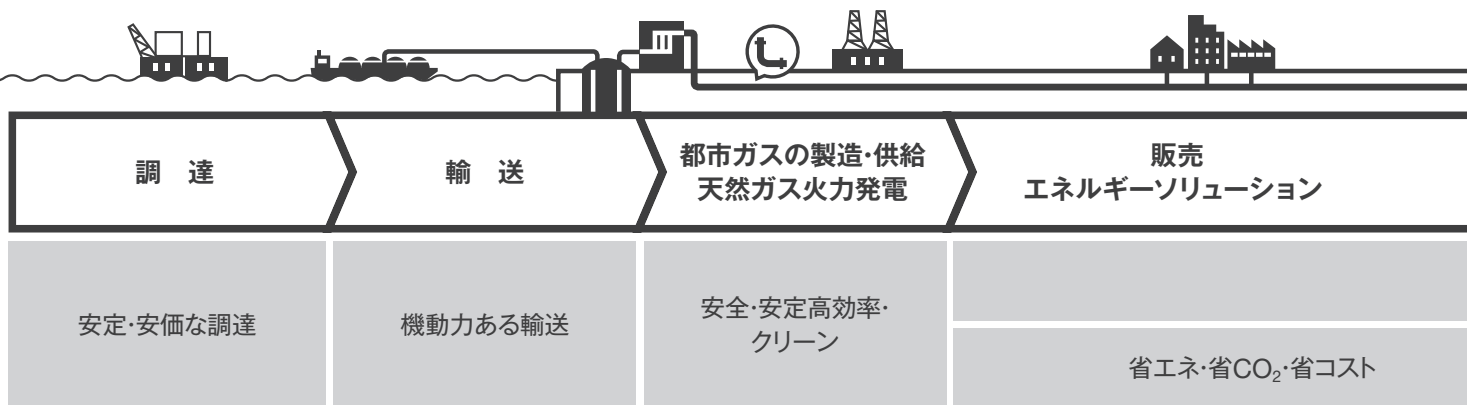 調 達
輸 送
都市ガスの製造･供給
天然ガス火力発電
販売
エネルギーソリューション
安定･安価な調達
機動力ある輸送
安全･安定高効率･
クリーン
省エネ･省CO₂･省コスト